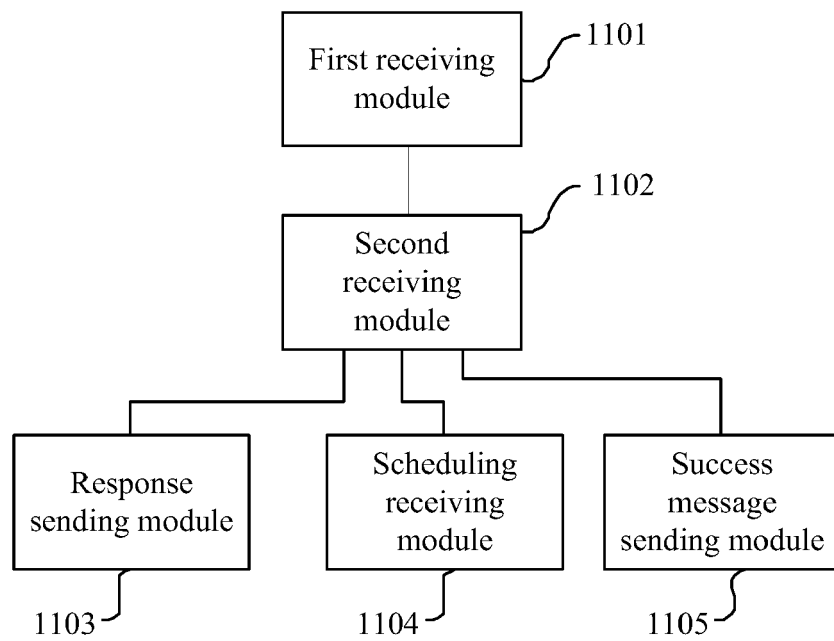 First receiving
module
1101
Second
receiving
module
1102
Response
sending module
1103
Scheduling
receiving
module
1104
Success
message
sending module
1105